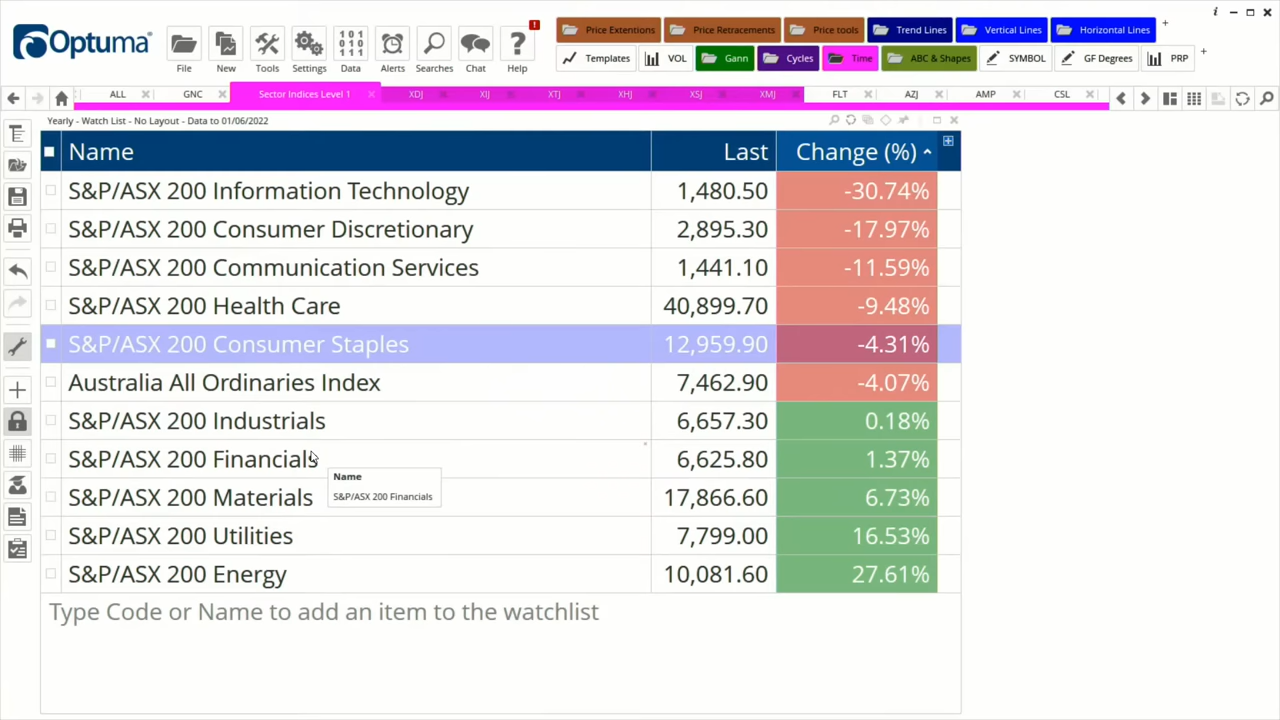 Optuma
File
New
Tools
Settings
101
010
011
Data
Alerts
Searches
Chat
?
Help
!
i
Price Extentions
Price Retracements
Price tools
Trend Lines
Vertical Lines
Horizontal Lines
Templates
VOL
Gann
Cycles
Time
ABC & Shapes
SYMBOL
GF Degrees
PRP
ALL
GNC
Sector Indices Level 1
XDJ
XIJ
XTJ
XHJ
XSJ
XMJ
FLT
AZJ
AMP
CSL
Yearly - Watch List - No Layout - Data to 01/06/2022
Name Last Change (%)
S&P/ASX 200 Information Technology 1,480.50 -30.74%
S&P/ASX 200 Consumer Discretionary 2,895.30 -17.97%
S&P/ASX 200 Communication Services 1,441.10 -11.59%
S&P/ASX 200 Health Care 40,899.70 -9.48%
S&P/ASX 200 Consumer Staples 12,959.90 -4.31%
Australia All Ordinaries Index 7,462.90 -4.07%
S&P/ASX 200 Industrials 6,657.30 0.18%
S&P/ASX 200 Financials 6,625.80 1.37%
Name
S&P/ASX 200 Financials
S&P/ASX 200 Materials 17,866.60 6.73%
S&P/ASX 200 Utilities 7,799.00 16.53%
S&P/ASX 200 Energy 10,081.60 27.61%
Type Code or Name to add an item to the watchlist